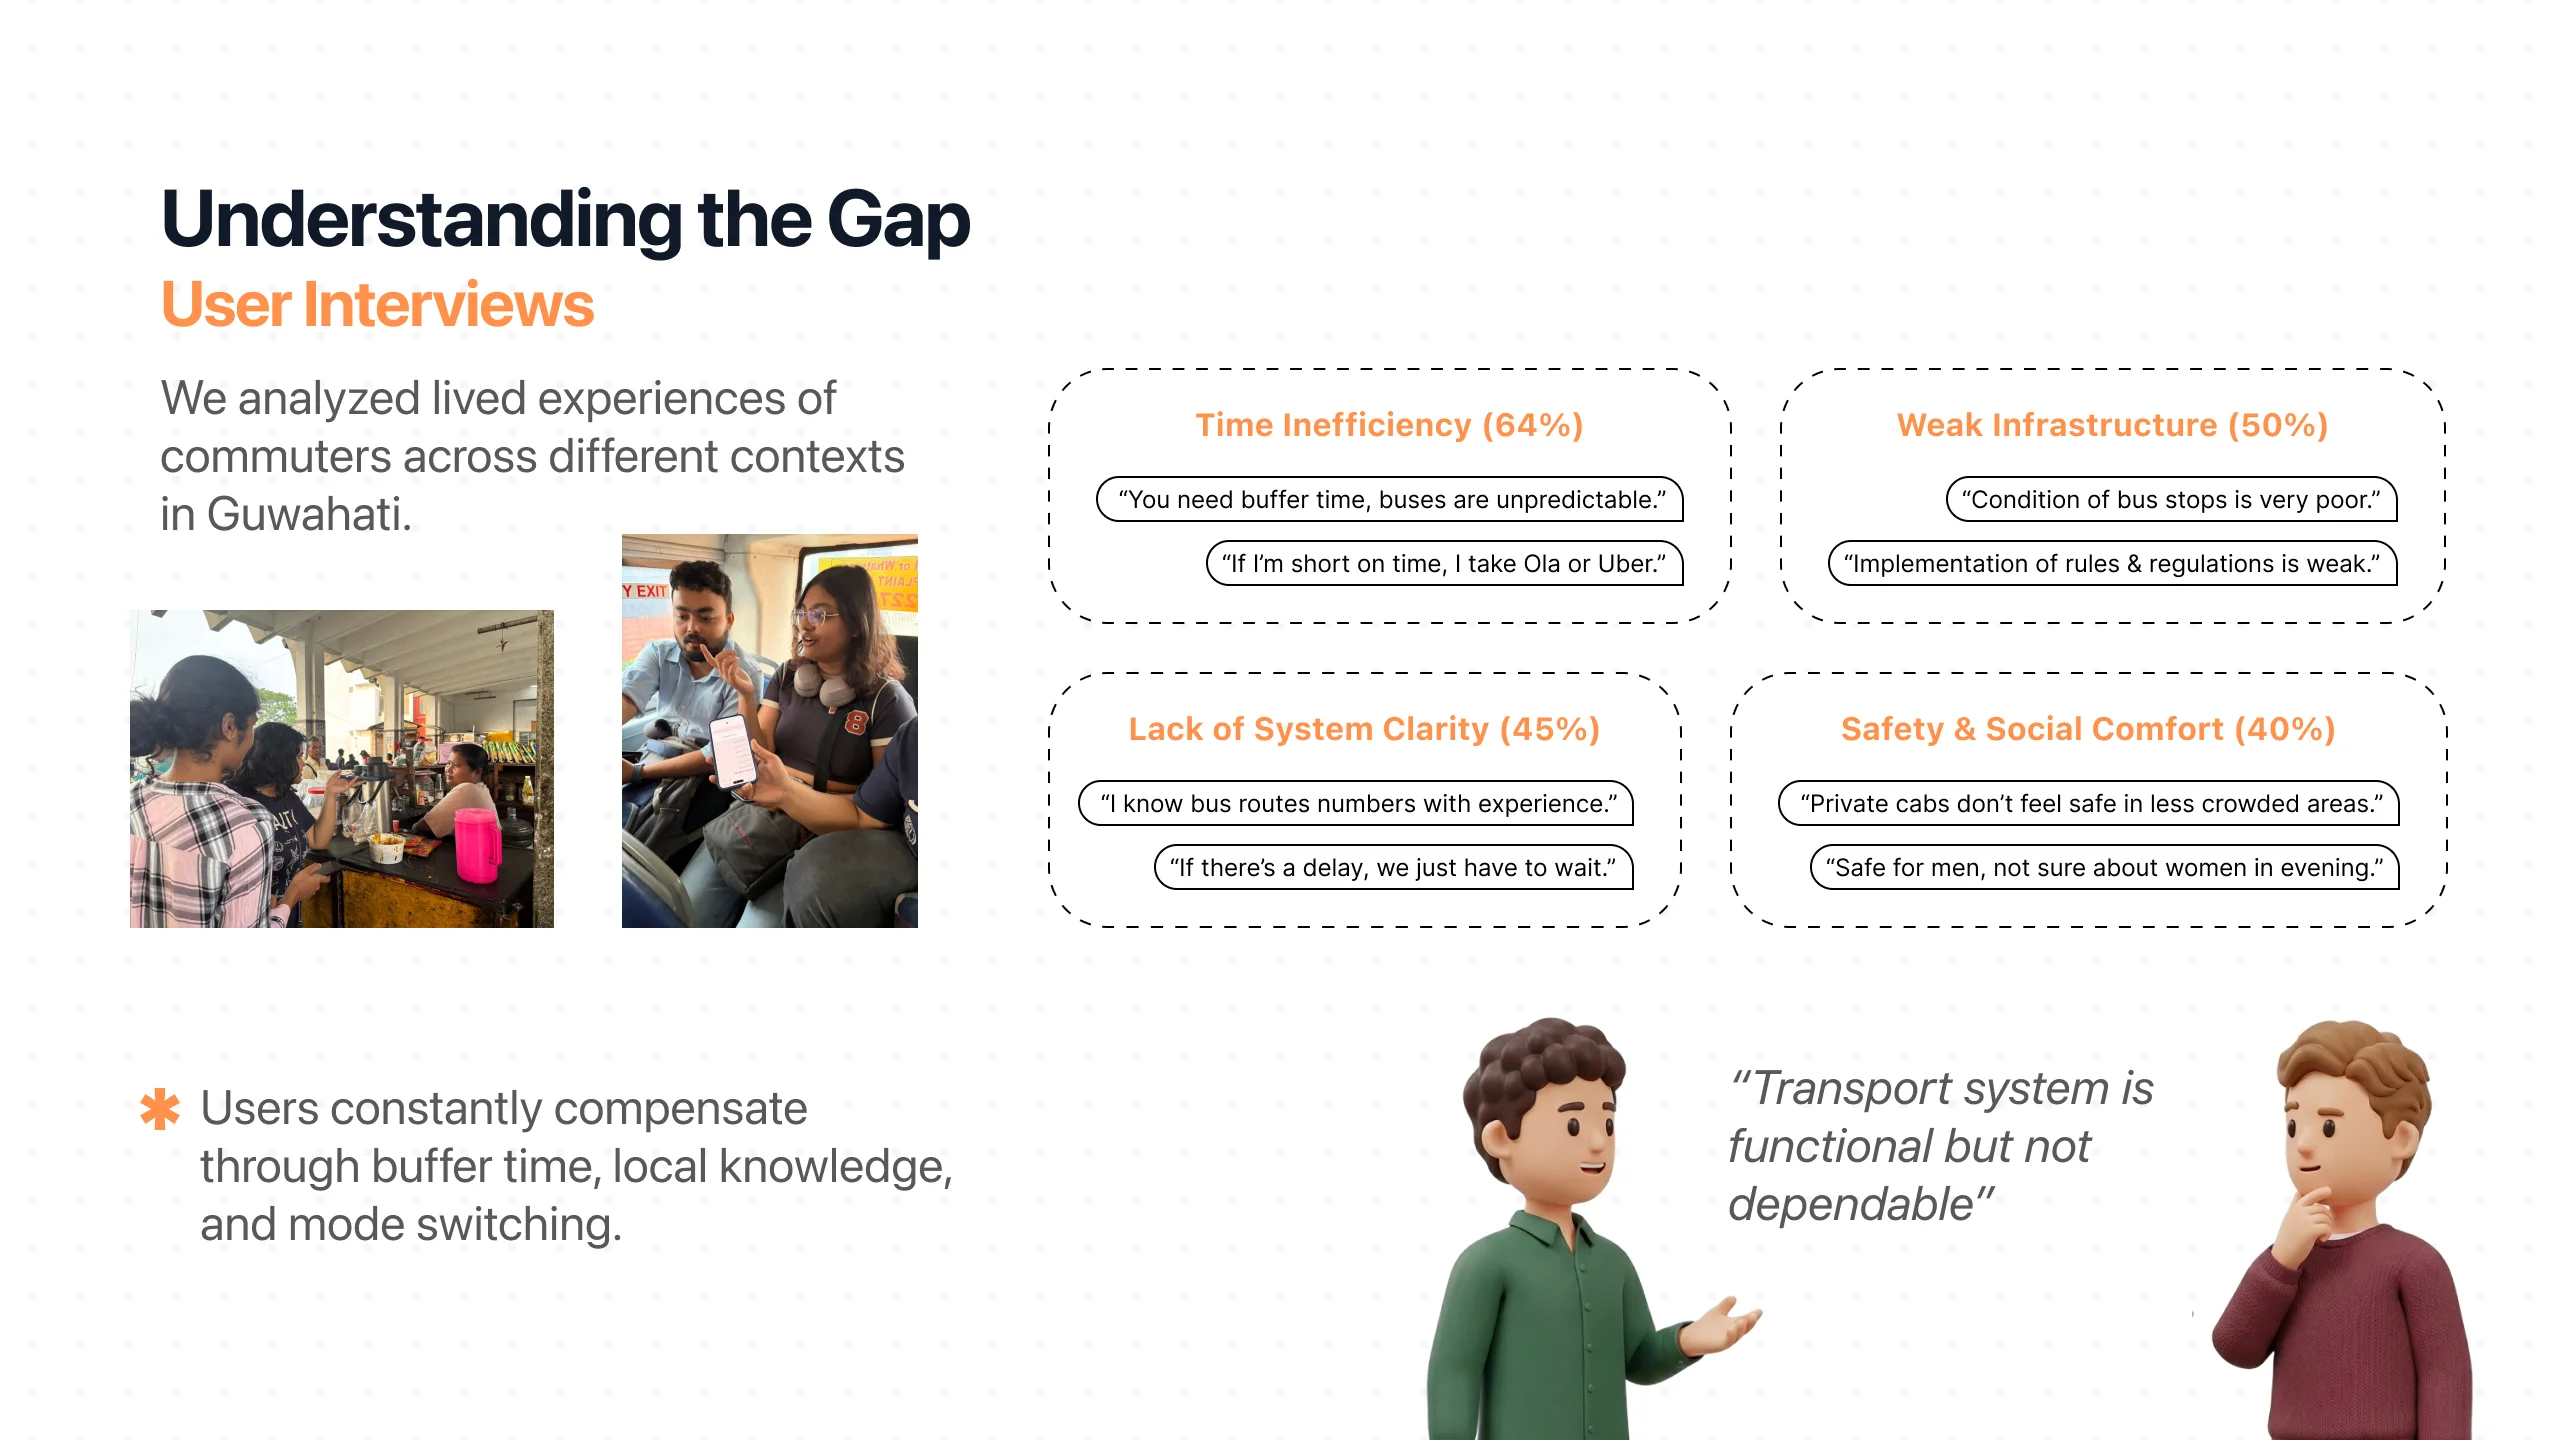 Understanding the Gap
User Interviews
We analyzed lived experiences of
commuters across different contexts
in Guwahati.
Y EXIT
Time Inefficiency (64%)
“You need buffer time, buses are unpredictable.”
“If I’m short on time, I take Ola or Uber.”
Weak Infrastructure (50%)
“Condition of bus stops is very poor.”
“Implementation of rules & regulations is weak.”
Lack of System Clarity (45%)
“I know bus routes numbers with experience.”
“If there’s a delay, we just have to wait.”
Safety & Social Comfort (40%)
“Private cabs don’t feel safe in less crowded areas.”
“Safe for men, not sure about women in evening.”
✱ Users constantly compensate
through buffer time, local knowledge,
and mode switching.
“Transport system is
functional but not
dependable”